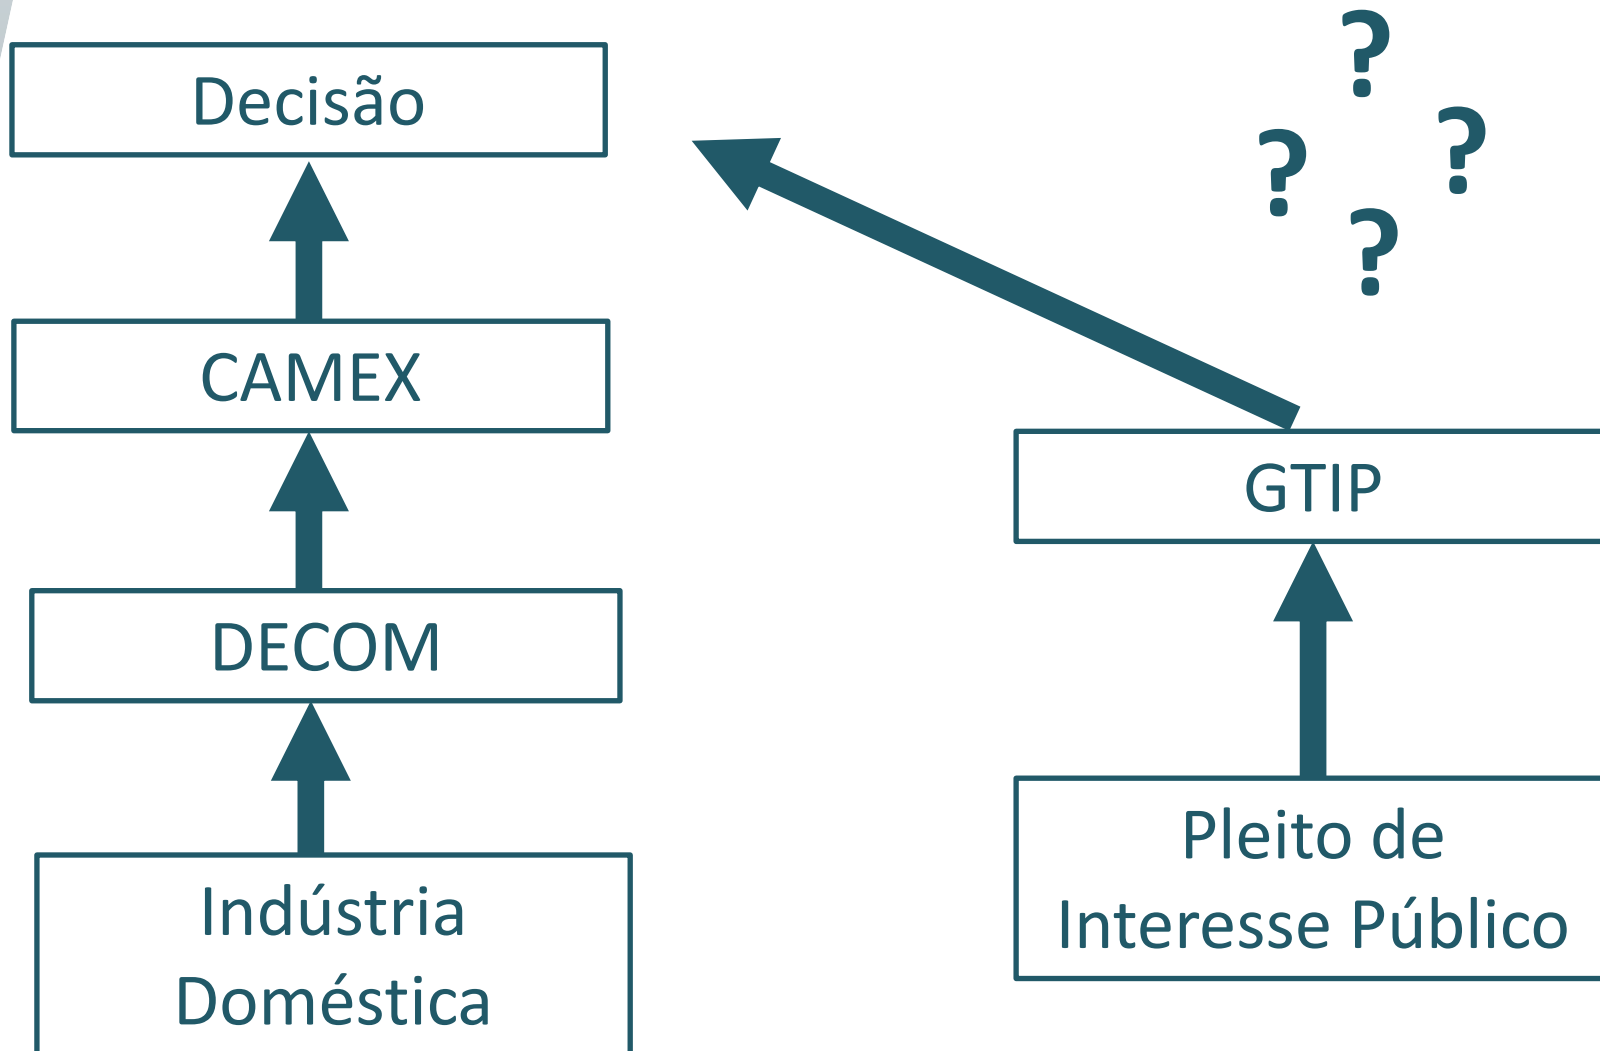 Decisão
CAMEX
DECOM
Indústria
Doméstica
?
?
?
?
GTIP
Pleito de
Interesse Público